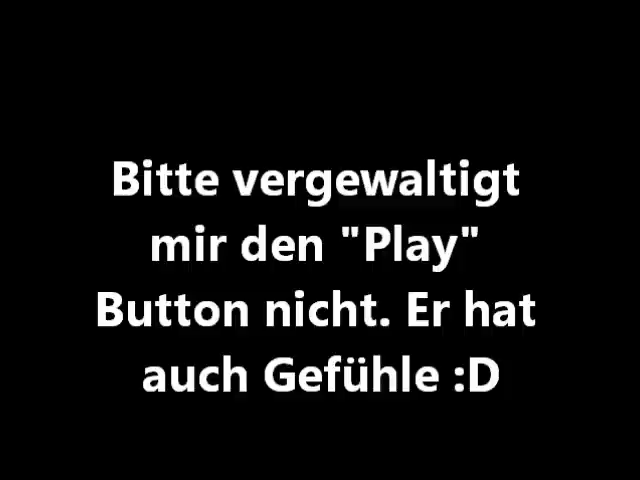 Bitte vergewaltigt
mir den "Play"
Button nicht. Er hat
auch Gefühle :D